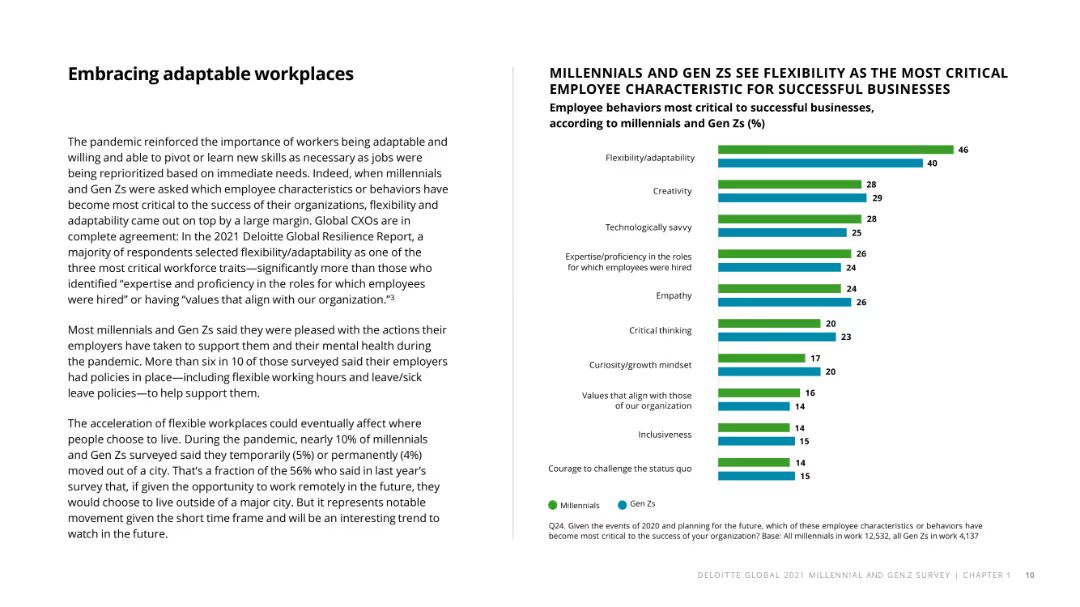 Embracing adaptable workplaces
The pandemic reinforced the importance of workers being adaptable and
willing and able to pivot or learn new skills as necessary as jobs were
being reprioritized based on immediate needs. Indeed, when millennials
and Gen Zs were asked which employee characteristics or behaviors have
become most critical to the success of their organizations, flexibility and
adaptability came out on top by a large margin. Global CXOs are in
complete agreement: In the 2021 Deloitte Global Resilience Report, a
majority of respondents selected flexibility/adaptability as one of the
three most critical workforce traits—significantly more than those who
identified “expertise and proficiency in the roles for which employees
were hired” or having “values that align with our organization.”³
Most millennials and Gen Zs said they were pleased with the actions their
employers have taken to support them and their mental health during
the pandemic. More than six in 10 of those surveyed said their employers
had policies in place—including flexible working hours and leave/sick
leave policies—to help support them.
The acceleration of flexible workplaces could eventually affect where
people choose to live. During the pandemic, nearly 10% of millennials
and Gen Zs surveyed said they temporarily (5%) or permanently (4%)
moved out of a city. That’s a fraction of the 56% who said in last year’s
survey that, if given the opportunity to work remotely in the future, they
would choose to live outside of a major city. But it represents notable
movement given the short time frame and will be an interesting trend to
watch in the future.
MILLENNIALS AND GEN ZS SEE FLEXIBILITY AS THE MOST CRITICAL
EMPLOYEE CHARACTERISTIC FOR SUCCESSFUL BUSINESSES
Employee behaviors most critical to successful businesses,
according to millennials and Gen Zs (%)
Flexibility/adaptability
46
40
Creativity
28
29
Technologically savvy
28
25
Expertise/proficiency in the roles
for which employees were hired
26
24
Empathy
24
26
Critical thinking
20
23
Curiosity/growth mindset
17
20
Values that align with those
of our organization
16
14
Inclusiveness
14
15
Courage to challenge the status quo
14
15
Millennials
Gen Zs
Q24. Given the events of 2020 and planning for the future, which of these employee characteristics or behaviors have
become most critical to the success of your organization? Base: All millennials in work 12,532, all Gen Zs in work 4,137
DELOITTE GLOBAL 2021 MILLENNIAL AND GEN Z SURVEY | CHAPTER 1 10